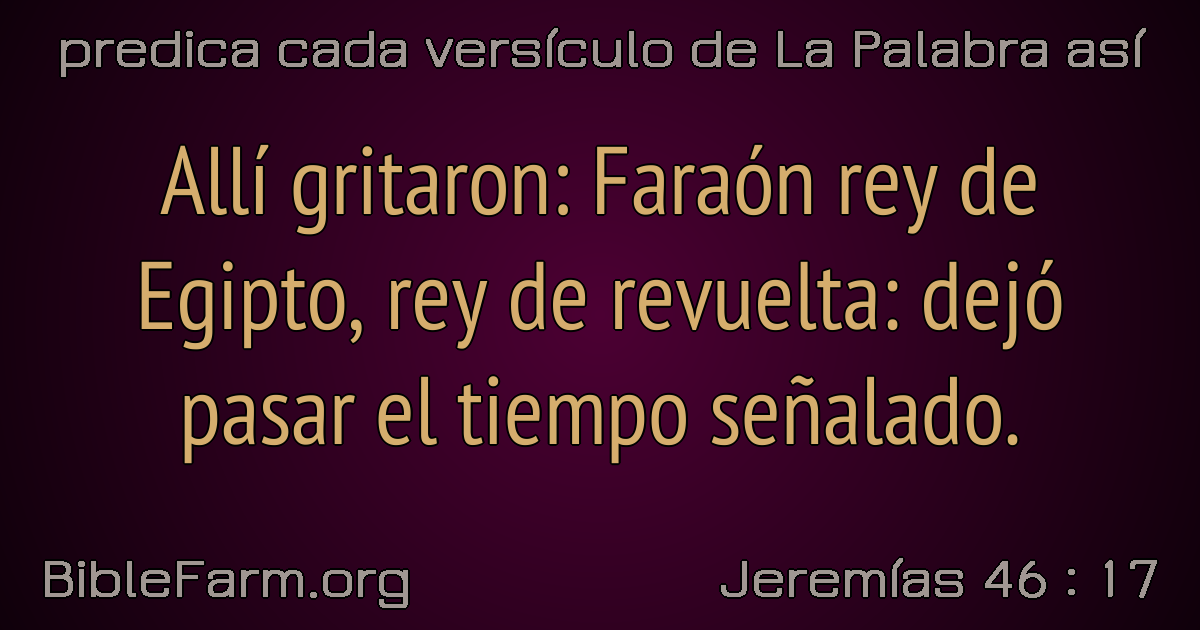 predica cada versículo de La Palabra así
Allí gritaron: Faraón rey de
Egipto, rey de revuelta: dejó
pasar el tiempo señalado.
BibleFarm.org
Jeremías 46 : 17